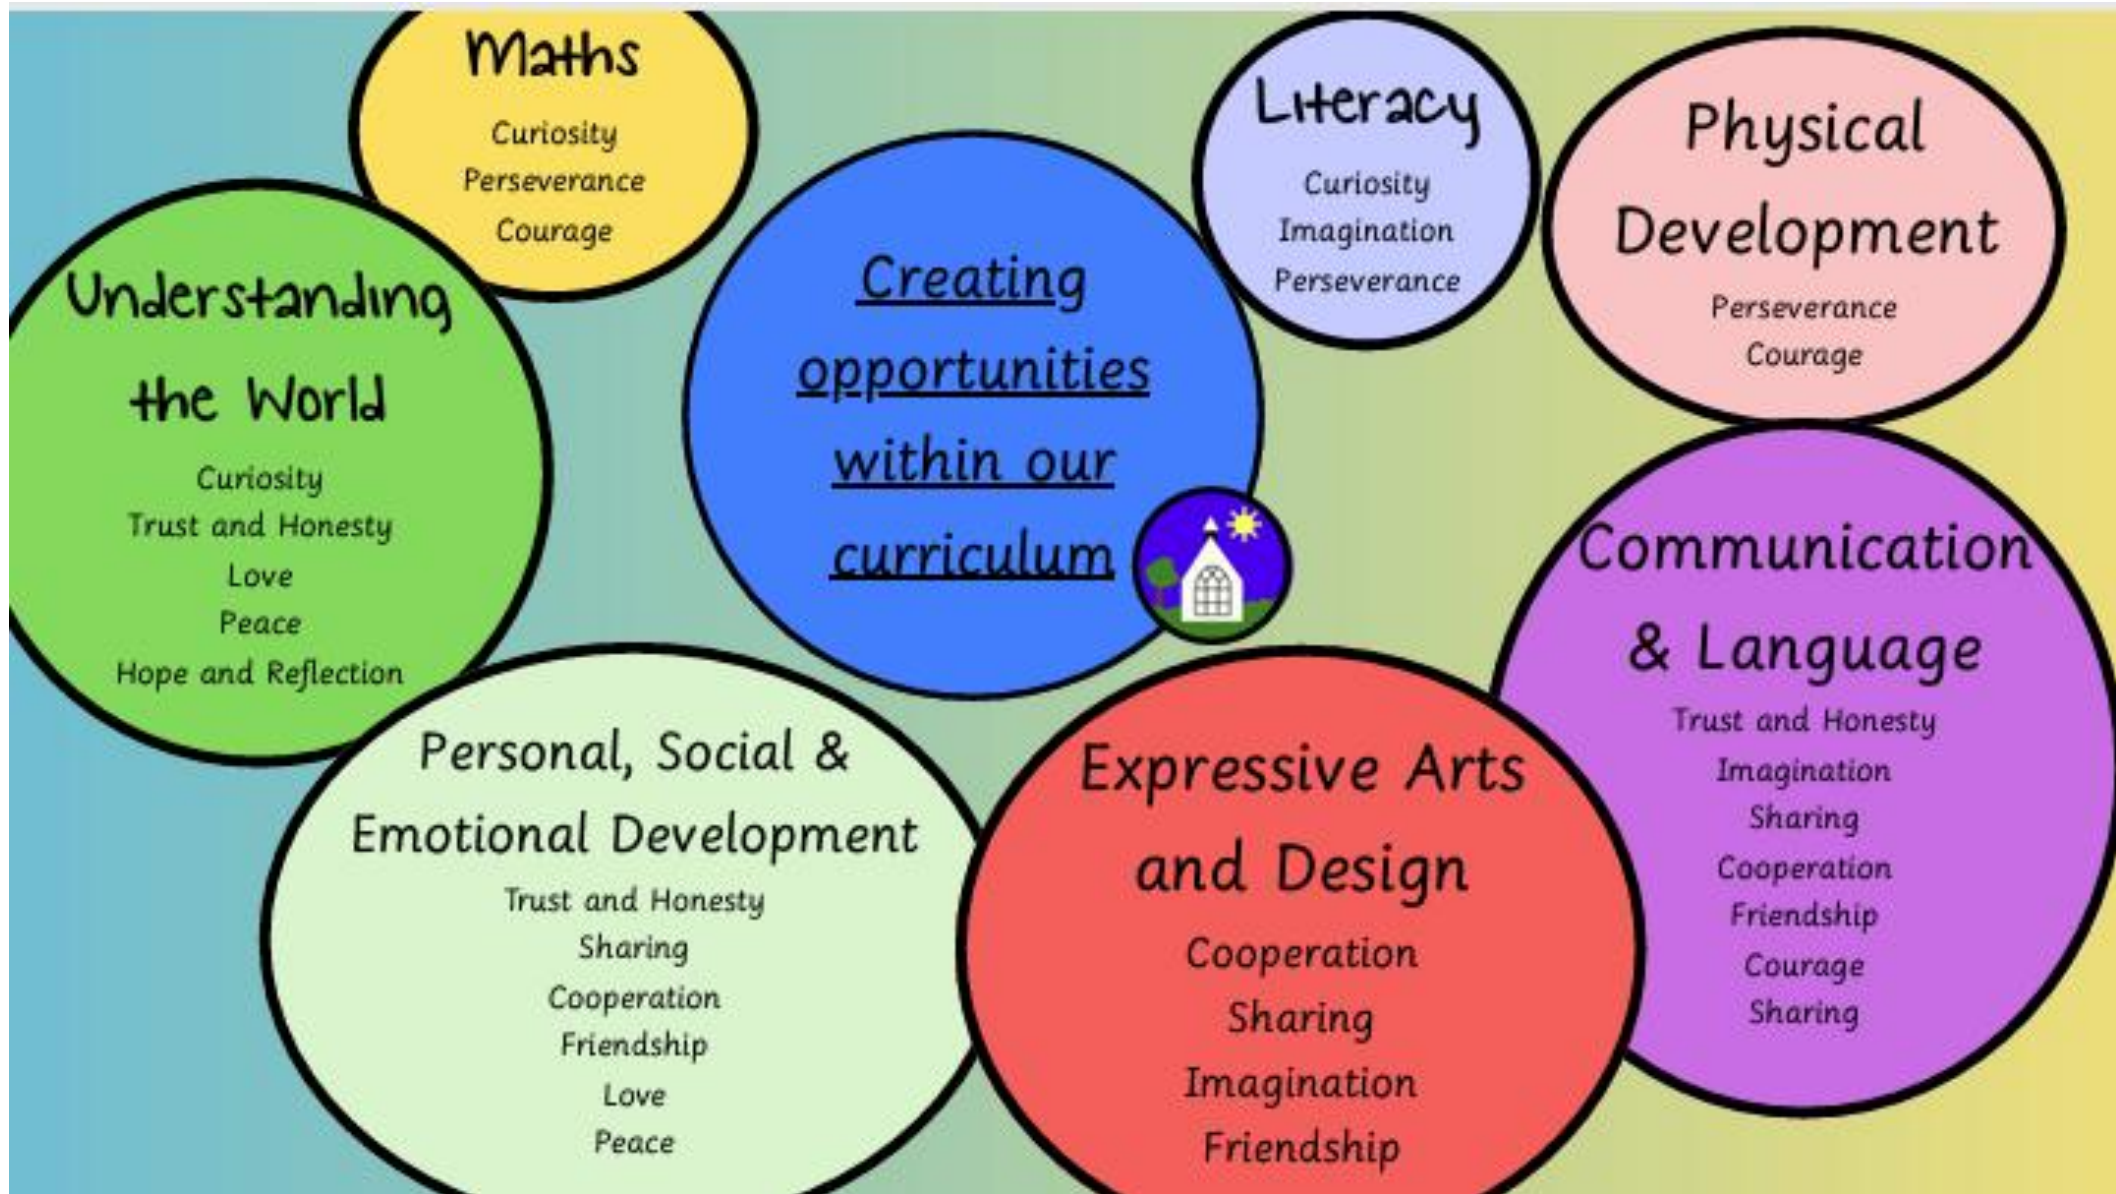 Maths
Curiosity
Perseverance
Courage
Literacy
Curiosity
Imagination
Perseverance
Physical
Development
Perseverance
Courage
Understanding
the World
Curiosity
Trust and Honesty
Love
Peace
Hope and Reflection
Creating
opportunities
within our
curriculum
Communication
& Language
Trust and Honesty
Imagination
Sharing
Cooperation
Friendship
Courage
Sharing
Personal, Social &
Emotional Development
Trust and Honesty
Sharing
Cooperation
Friendship
Love
Peace
Expressive Arts
and Design
Cooperation
Sharing
Imagination
Friendship